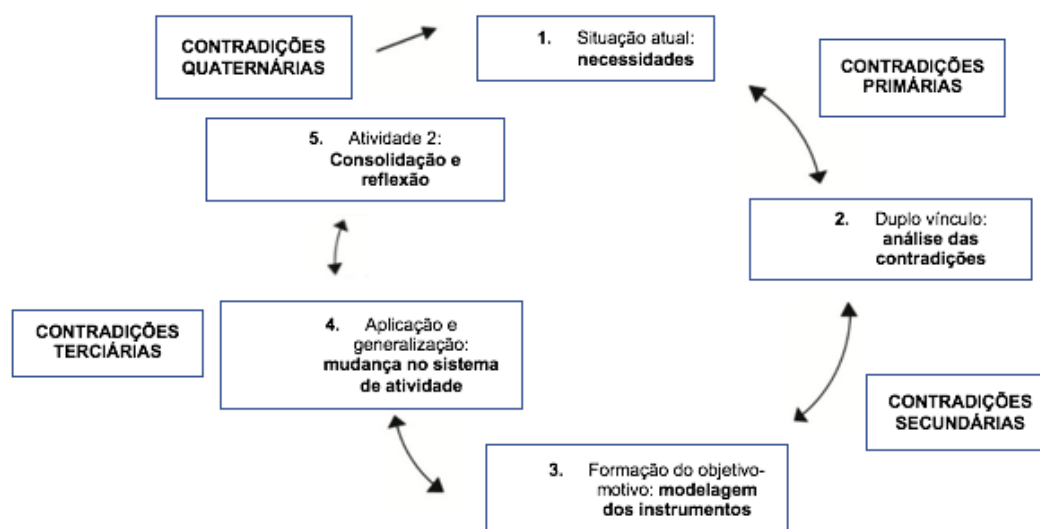 CONTRADIÇÕES
QUATERNÁRIAS
1. Situação atual:
necessidades
CONTRADIÇÕES
PRIMÁRIAS
5. Atividade 2:
Consolidação e
reflexão
2. Duplo vínculo:
análise das
contradições
CONTRADIÇÕES
TERCIÁRIAS
4. Aplicação e
generalização:
mudança no sistema
de atividade
CONTRADIÇÕES
SECUNDÁRIAS
3. Formação do objetivo-
motivo: modelagem
dos instrumentos